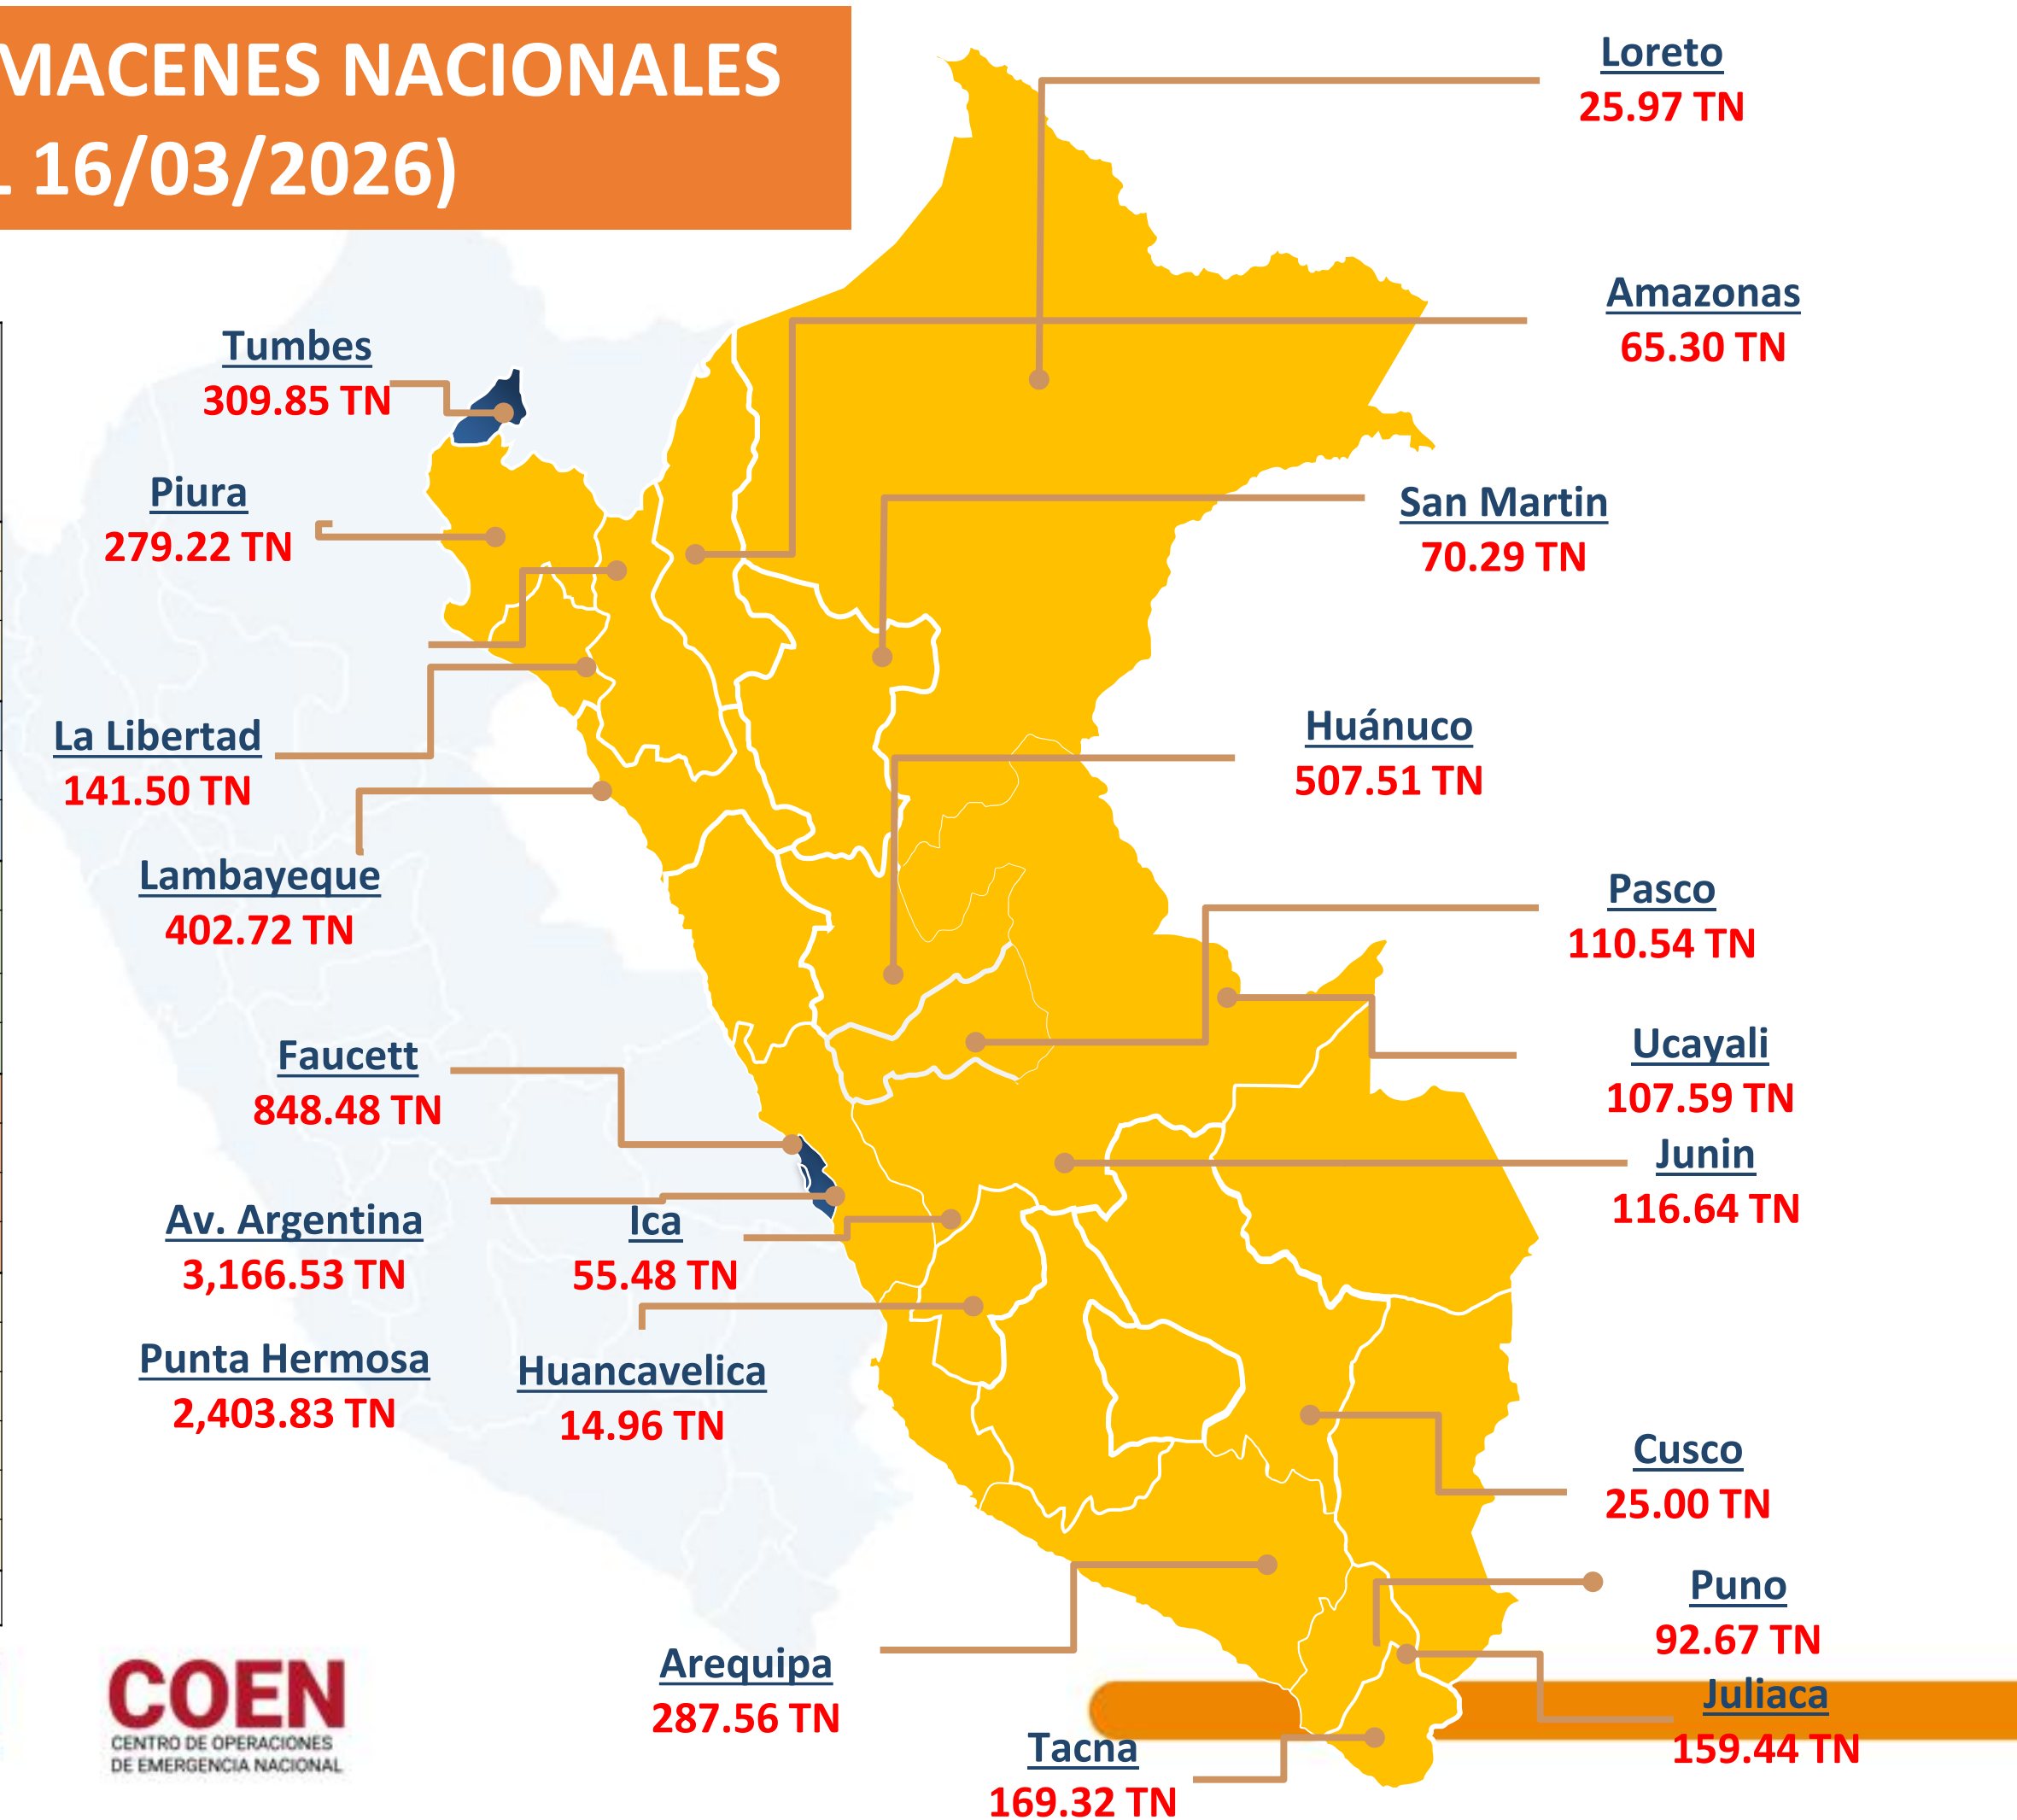 MACENES NACIONALES
16/03/2026)
Loreto
25.97 TN
Amazonas
65.30 TN
Tumbes
309.85 TN
Piura
279.22 TN
San Martin
70.29 TN
La Libertad
141.50 TN
Huánuco
507.51 TN
Lambayeque
402.72 TN
Pasco
110.54 TN
Faucett
848.48 TN
Ucayali
107.59 TN
Junin
116.64 TN
Av. Argentina
3,166.53 TN
Ica
55.48 TN
Punta Hermosa
2,403.83 TN
Huancavelica
14.96 TN
Cusco
25.00 TN
Puno
92.67 TN
Arequipa
287.56 TN
Juliaca
159.44 TN
Tacna
169.32 TN
COEN
CENTRO DE OPERACIONES
DE EMERGENCIA NACIONAL